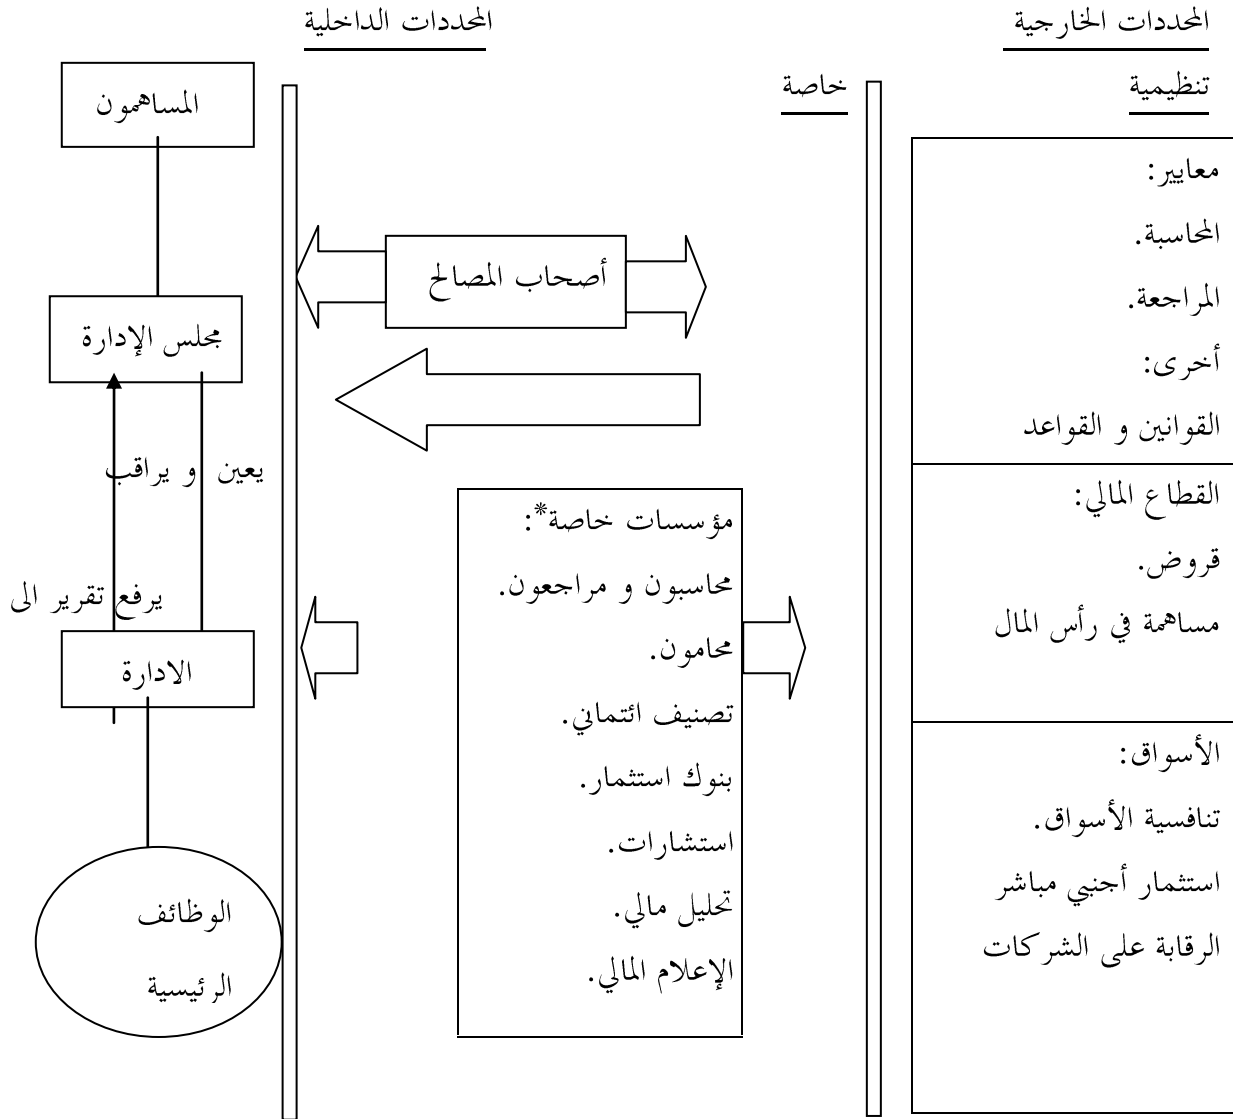 المحددات الخارجية
المحددات الداخلية
تنظيمية
خاصة
معايير:
المحاسبة.
المراجعة.
أخرى:
القوانين و القواعد
القطاع المالي:
قروض.
مساهمة في رأس المال
الأسواق:
تنافسية الأسواق.
استثمار أجنبي مباشر
الرقابة على الشركات
أصحاب المصالح
مؤسسات خاصة*:
محاسبون و مراجعون.
محامون.
تصنيف ائتماني.
بنوك استثمار.
استشارات.
تحليل مالي.
الإعلام المالي.
المساهمون
مجلس الإدارة
يعين و يراقب
يرفع تقرير الى
الادارة
الوظائف
الرئيسية